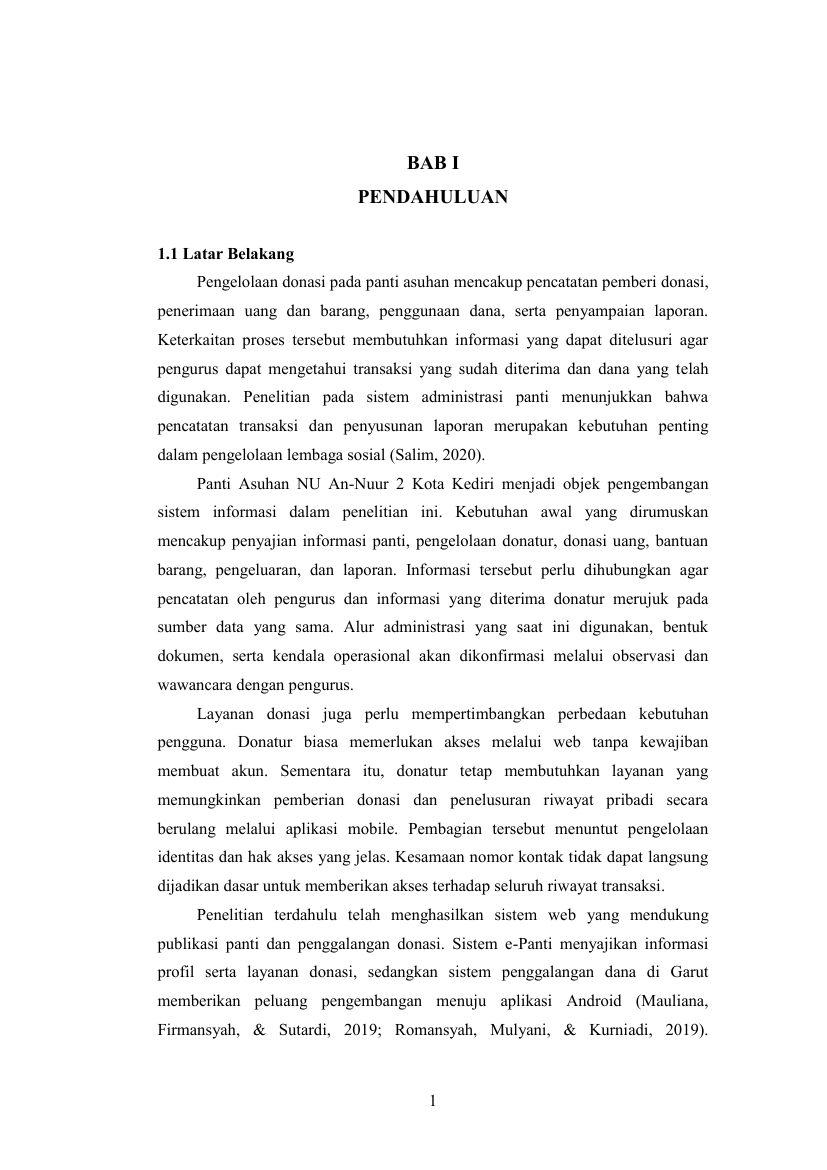 BAB I
PENDAHULUAN
1.1 Latar Belakang
Pengelolaan donasi pada panti asuhan mencakup pencatatan pemberi donasi,
penerimaan uang dan barang, penggunaan dana, serta penyampaian laporan.
Keterkaitan proses tersebut membutuhkan informasi yang dapat ditelusuri agar
pengurus dapat mengetahui transaksi yang sudah diterima dan dana yang telah
digunakan. Penelitian pada sistem administrasi panti menunjukkan bahwa
pencatatan transaksi dan penyusunan laporan merupakan kebutuhan penting
dalam pengelolaan lembaga sosial (Salim, 2020).
Panti Asuhan NU An-Nuur 2 Kota Kediri menjadi objek pengembangan
sistem informasi dalam penelitian ini. Kebutuhan awal yang dirumuskan
mencakup penyajian informasi panti, pengelolaan donatur, donasi uang, bantuan
barang, pengeluaran, dan laporan. Informasi tersebut perlu dihubungkan agar
pencatatan oleh pengurus dan informasi yang diterima donatur merujuk pada
sumber data yang sama. Alur administrasi yang saat ini digunakan, bentuk
dokumen, serta kendala operasional akan dikonfirmasi melalui observasi dan
wawancara dengan pengurus.
Layanan donasi juga perlu mempertimbangkan perbedaan kebutuhan
pengguna. Donatur biasa memerlukan akses melalui web tanpa kewajiban
membuat akun. Sementara itu, donatur tetap membutuhkan layanan yang
memungkinkan pemberian donasi dan penelusuran riwayat pribadi secara
berulang melalui aplikasi mobile. Pembagian tersebut menuntut pengelolaan
identitas dan hak akses yang jelas. Kesamaan nomor kontak tidak dapat langsung
dijadikan dasar untuk memberikan akses terhadap seluruh riwayat transaksi.
Penelitian terdahulu telah menghasilkan sistem web yang mendukung
publikasi panti dan penggalangan donasi. Sistem e-Panti menyajikan informasi
profil serta layanan donasi, sedangkan sistem penggalangan dana di Garut
memberikan peluang pengembangan menuju aplikasi Android (Mauliana,
Firmansyah, & Sutardi, 2019; Romansyah, Mulyani, & Kurniadi, 2019).
1